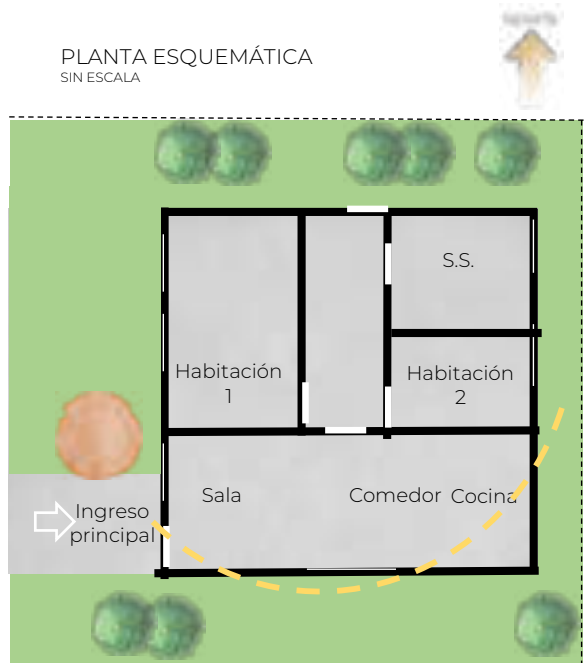 PLANTA ESQUEMÁTICA
SIN ESCALA
S.S.
Habitación
1
Habitación
2
Sala
Comedor
Cocina
Ingreso
principal